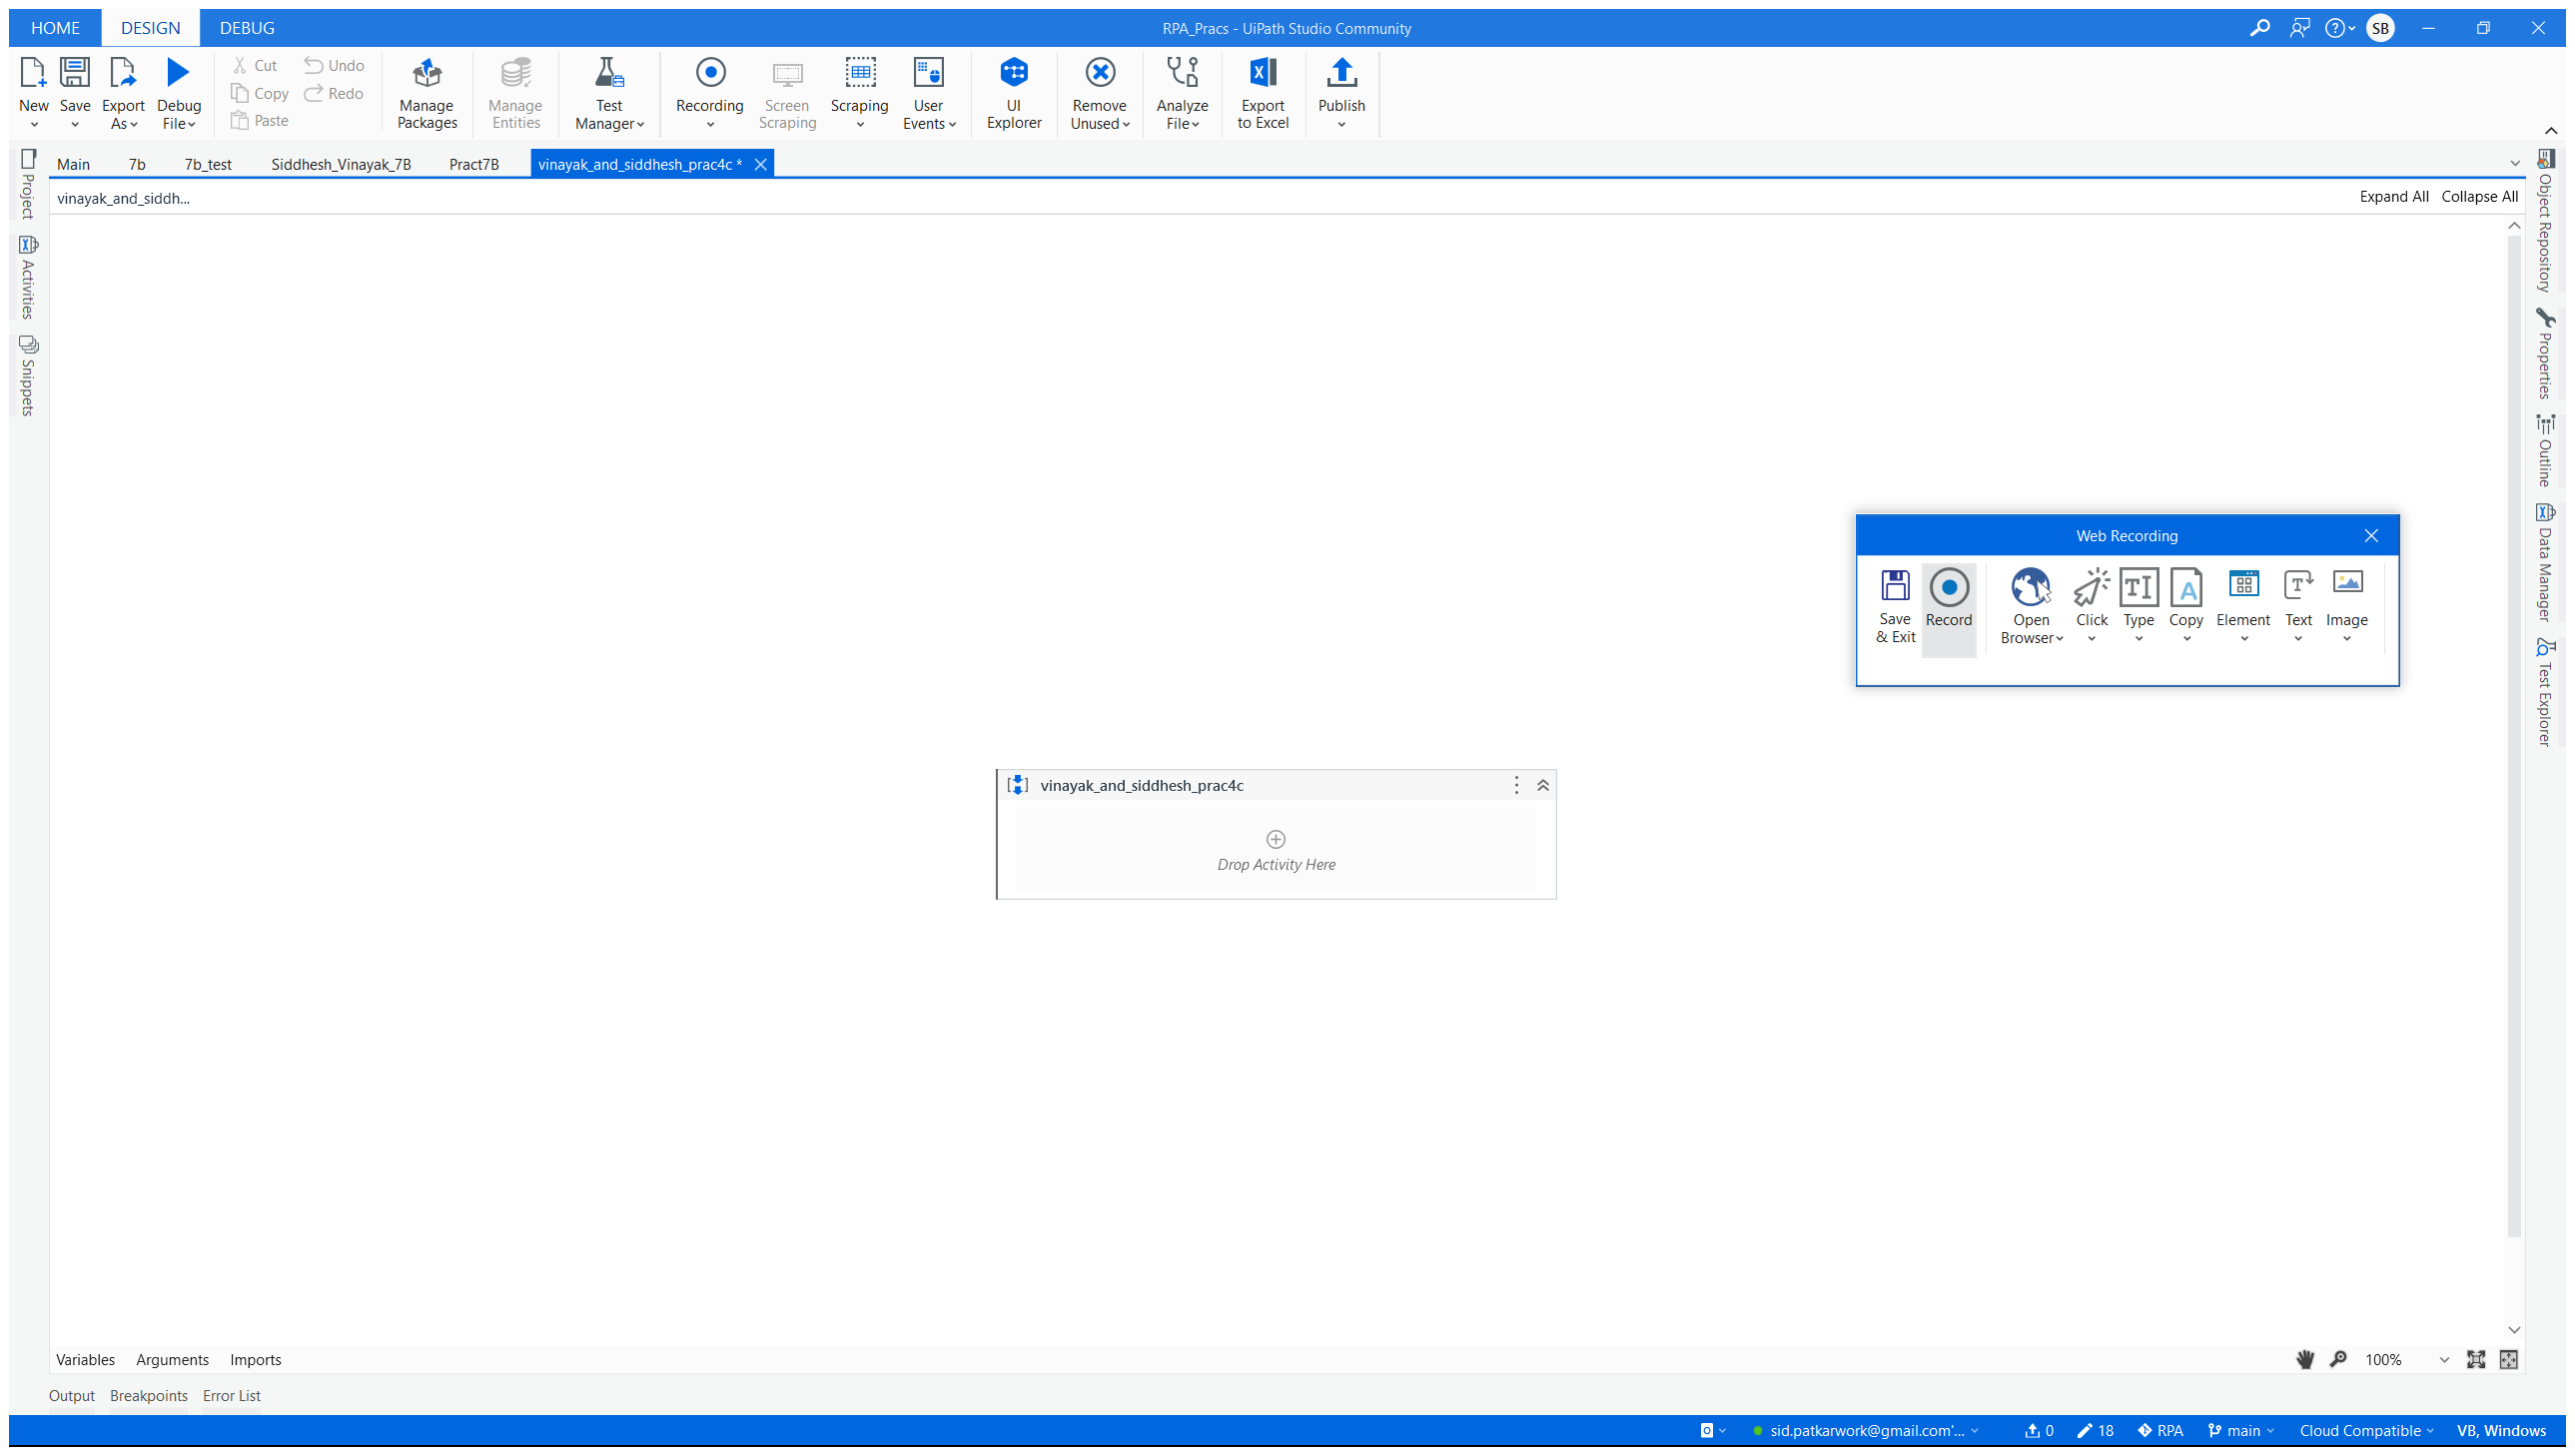 HOME DESIGN DEBUG RPA_Pracs - UiPath Studio Community SB
New Save Export As Debug File
Cut Undo
Copy Redo
Paste
Manage Packages
Manage Entities
Test Manager
Recording
Screen Scraping
Scraping
User Events
UI Explorer
Remove Unused
Analyze File
Export to Excel
Publish
Main 7b 7b_test Siddhesh_Vinayak_7B Pract7B vinayak_and_siddhesh_prac4c *
vinayak_and_siddh... Expand All Collapse All
Project
Activities
Snippets
Object Repository
Properties
Outline
Data Manager
Test Explorer
Web Recording
Save & Exit
Record
Open Browser
Click
Type
Copy
Element
Text
Image
vinayak_and_siddhesh_prac4c
Drop Activity Here
Variables Arguments Imports 100%
Output Breakpoints Error List
sid.patkarwork@gmail.com'... 0 18 RPA main Cloud Compatible VB, Windows